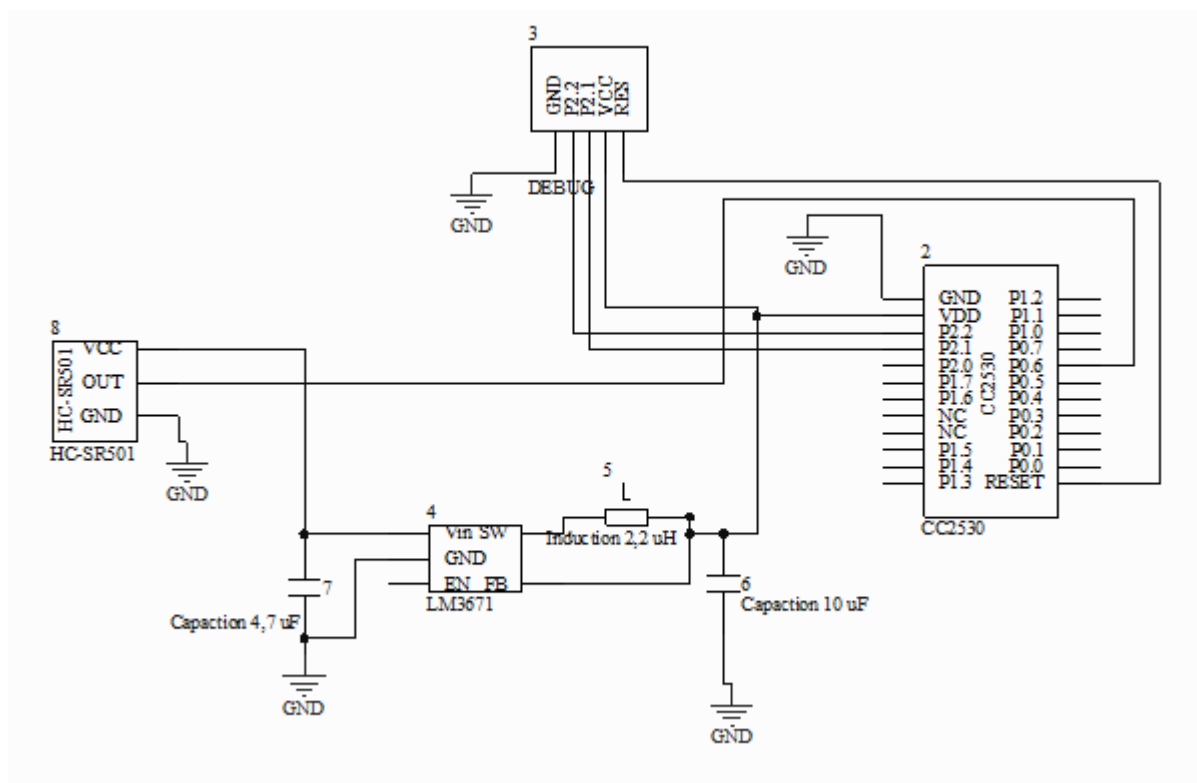 3
GND
P2.2
P2.1
VCC
RES
DEBUG
GND
GND
2
GND P1.2
VDD P1.1
P2.2 P1.0
P2.1 P0.7
P2.0 P0.6
P1.7 P0.5
P1.6 P0.4
NC P0.3
NC P0.2
P1.5 P0.1
P1.4 P0.0
P1.3 RESET
CC2530
CC2530
8
HC-SR501
VCC
OUT
GND
HC-SR501
GND
5
L
Induction 2,2 uH
4
Vin SW
GND
EN FB
LM3671
7
Capaction 4,7 uF
GND
6
Capaction 10 uF
GND